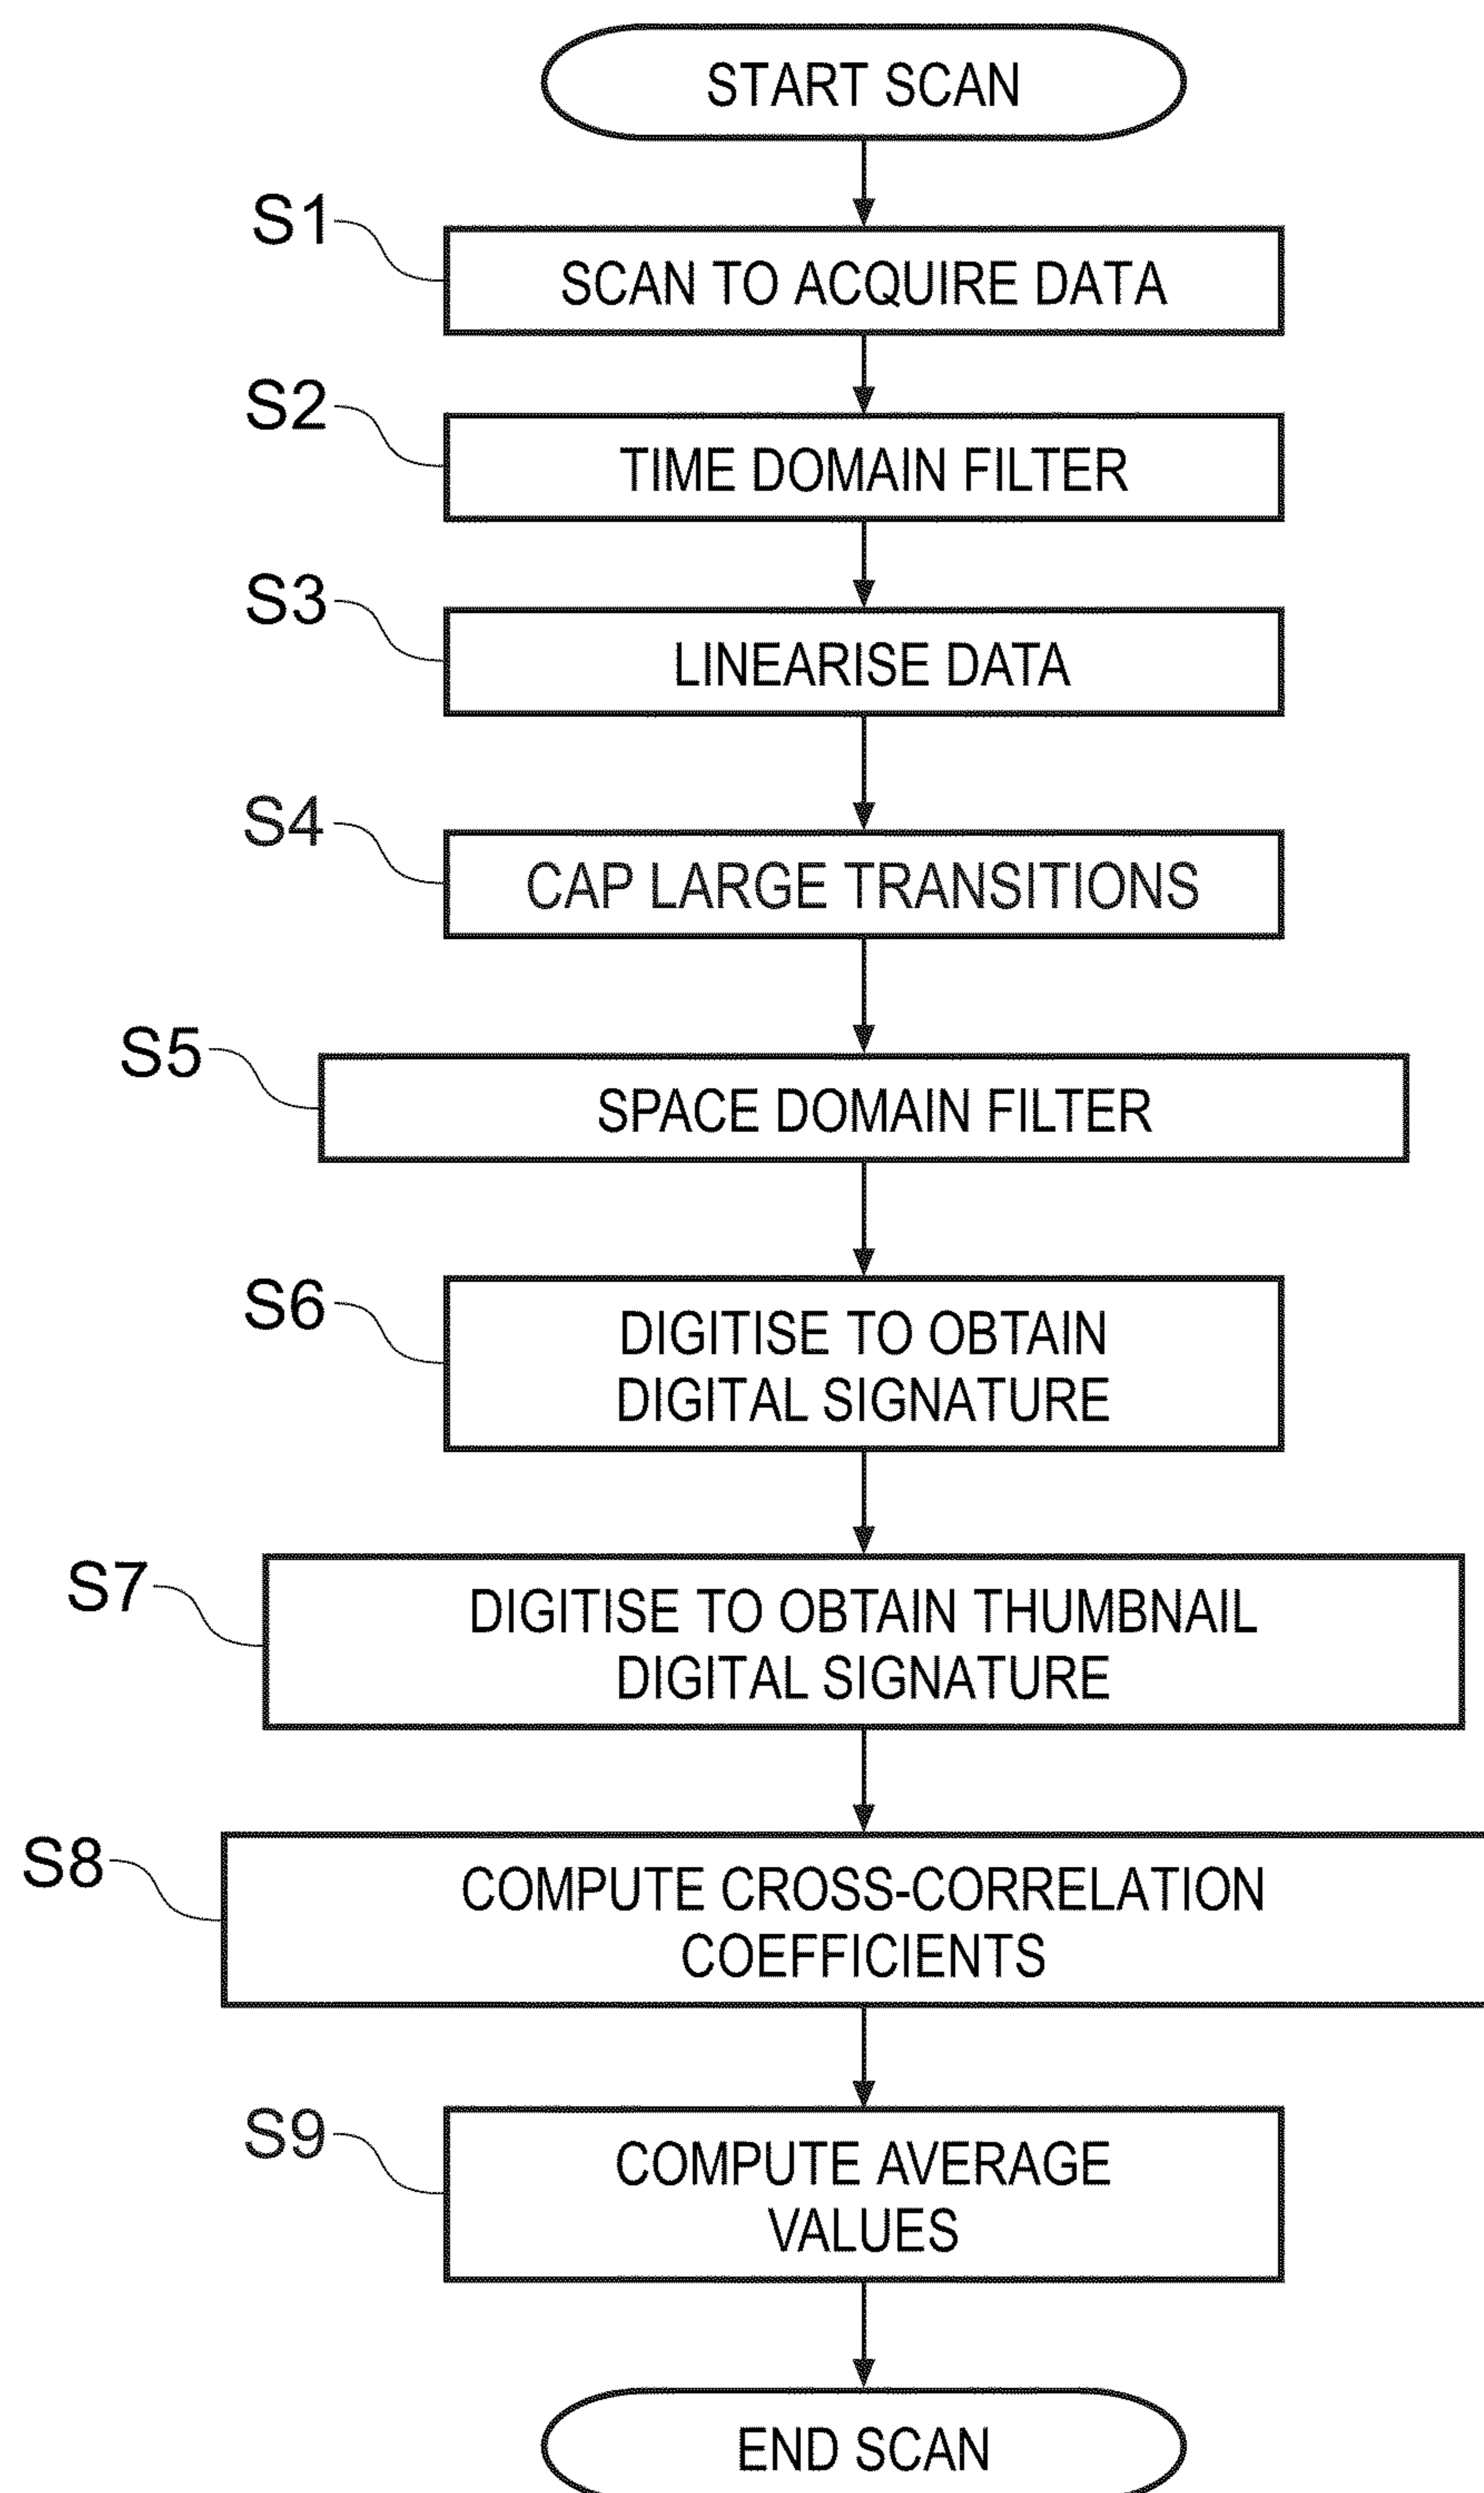 START SCAN
S1
SCAN TO ACQUIRE DATA
S2
TIME DOMAIN FILTER
S3
LINEARISE DATA
S4
CAP LARGE TRANSITIONS
S5
SPACE DOMAIN FILTER
S6
DIGITISE TO OBTAIN
DIGITAL SIGNATURE
S7
DIGITISE TO OBTAIN THUMBNAIL
DIGITAL SIGNATURE
S8
COMPUTE CROSS-CORRELATION
COEFFICIENTS
S9
COMPUTE AVERAGE
VALUES
END SCAN